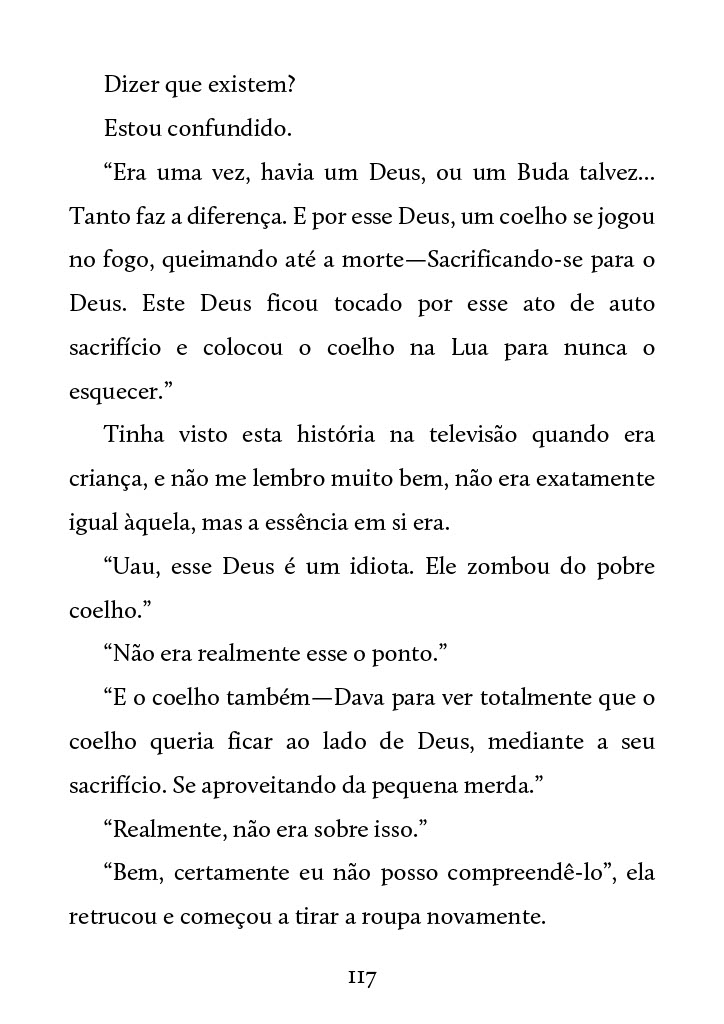 Dizer que existem?
Estou confundido.
“Era uma vez, havia um Deus, ou um Buda talvez...
Tanto faz a diferença. E por esse Deus, um coelho se jogou
no fogo, queimando até a morte—Sacrificando-se para o
Deus. Este Deus ficou tocado por esse ato de auto
sacrifício e colocou o coelho na Lua para nunca o
esquecer.”
Tinha visto esta história na televisão quando era
criança, e não me lembro muito bem, não era exatamente
igual àquela, mas a essência em si era.
“Uau, esse Deus é um idiota. Ele zombou do pobre
coelho.”
“Não era realmente esse o ponto.”
“E o coelho também—Dava para ver totalmente que o
coelho queria ficar ao lado de Deus, mediante a seu
sacrifício. Se aproveitando da pequena merda.”
“Realmente, não era sobre isso.”
“Bem, certamente eu não posso compreendê-lo”, ela
retrucou e começou a tirar a roupa novamente.
117